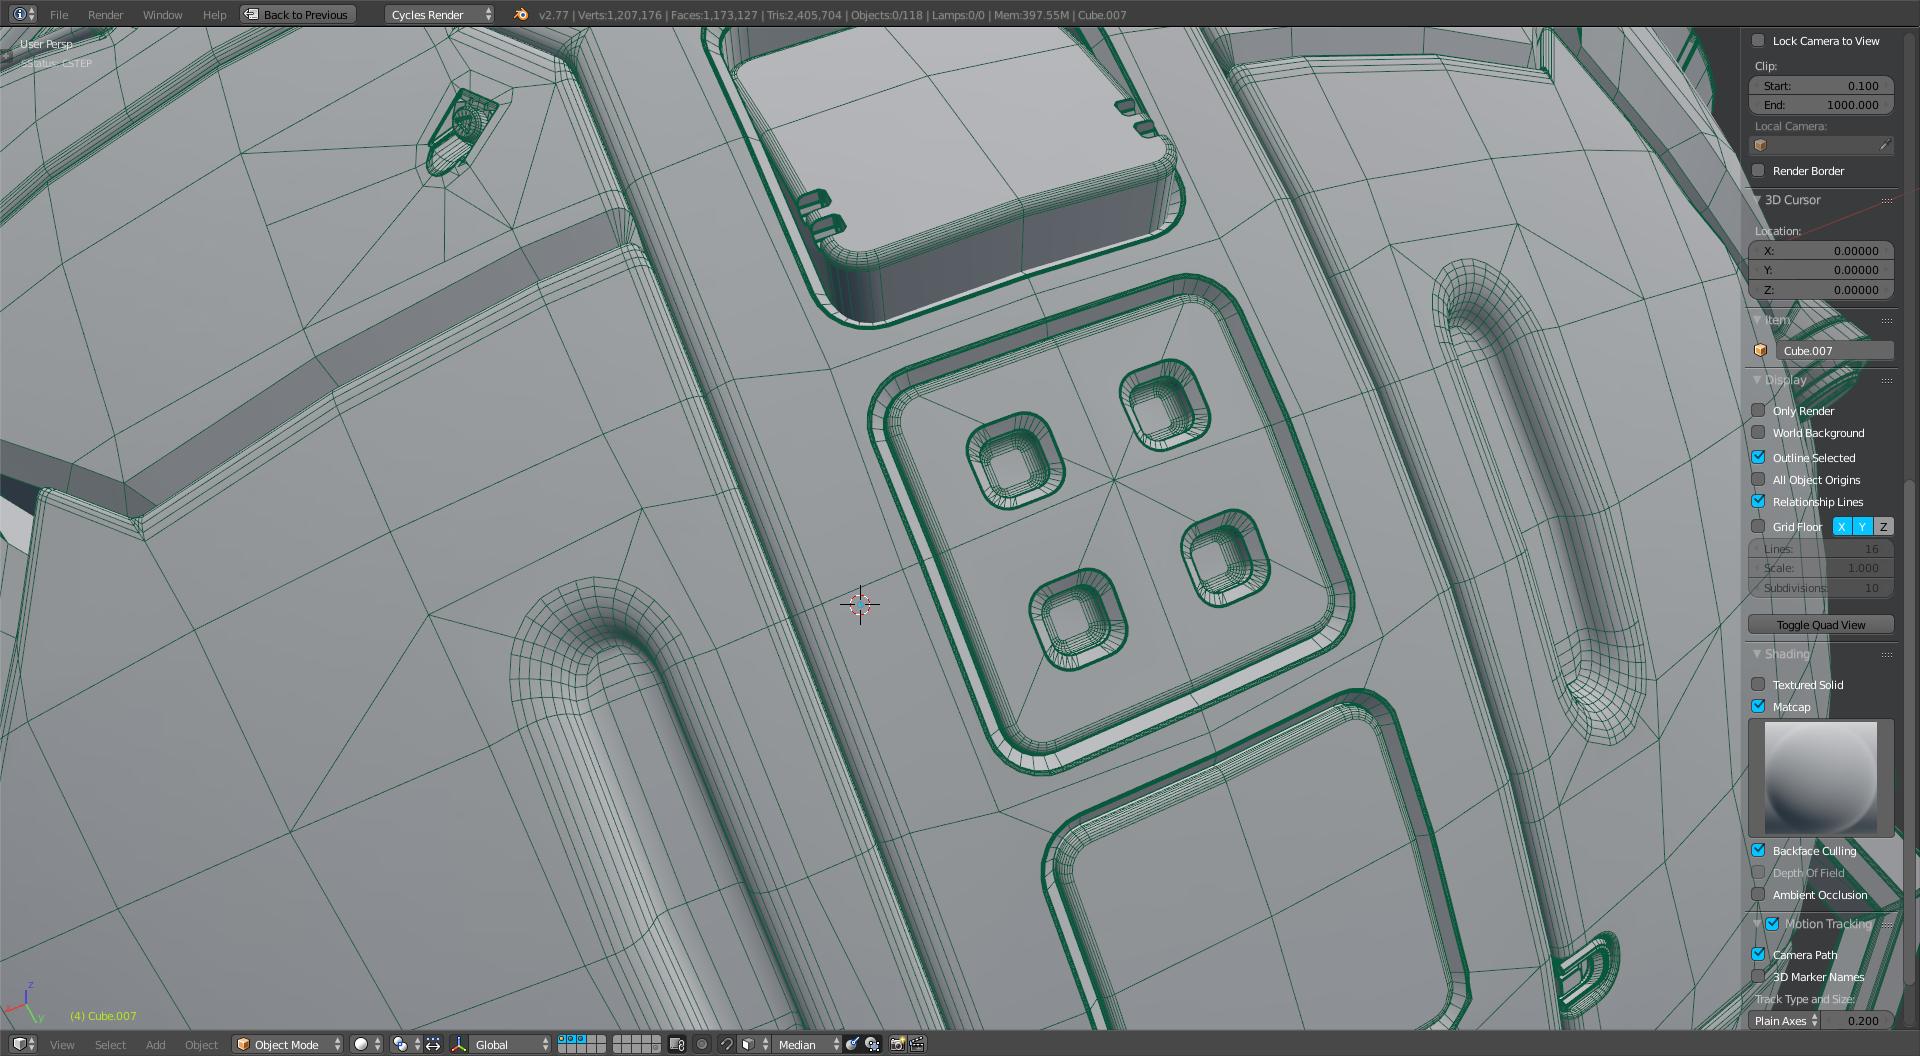 File Render Window Help Back to Previous Cycles Render v2.77 | Verts:1,207,176 | Faces:1,173,127 | Tris:2,405,704 | Objects:0/118 | Lamps:0/0 | Mem:397.55M | Cube.007
User Persp
SStatus: CSTEP
Lock Camera to View
Clip:
Start: 0.100
End: 1000.000
Local Camera:
Render Border
3D Cursor
Location:
X: 0.00000
Y: 0.00000
Z: 0.00000
Item
Cube.007
Display
Only Render
World Background
Outline Selected
All Object Origins
Relationship Lines
Grid Floor X Y Z
Lines: 16
Scale: 1.000
Subdivisions: 10
Toggle Quad View
Shading
Textured Solid
Matcap
Backface Culling
Depth Of Field
Ambient Occlusion
Motion Tracking
Camera Path
3D Marker Names
Track Type and Size:
Plain Axes 0.200
z
x
y
(4) Cube.007
View Select Add Object Object Mode Global Median